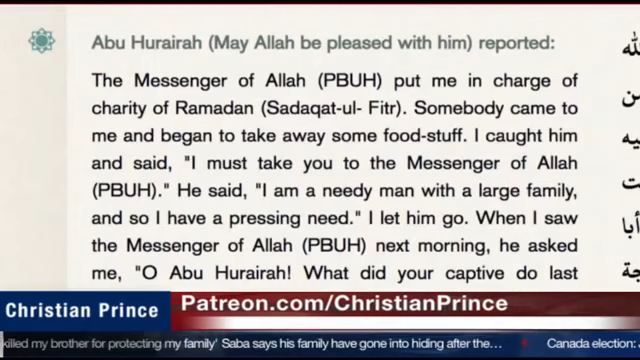 Abu Hurairah (May Allah be pleased with him) reported:
The Messenger of Allah (PBUH) put me in charge of
charity of Ramadan (Sadaqat-ul- Fitr). Somebody came to
me and began to take away some food-stuff. I caught him
and said, "I must take you to the Messenger of Allah
(PBUH)." He said, "I am a needy man with a large family,
and so I have a pressing need." I let him go. When I saw
the Messenger of Allah (PBUH) next morning, he asked
me, "O Abu Hurairah! What did your captive do last
Christian Prince
Patreon.com/ChristianPrince
killed my brother for protecting my family' Saba says his family have gone into hiding after the... • Canada election: